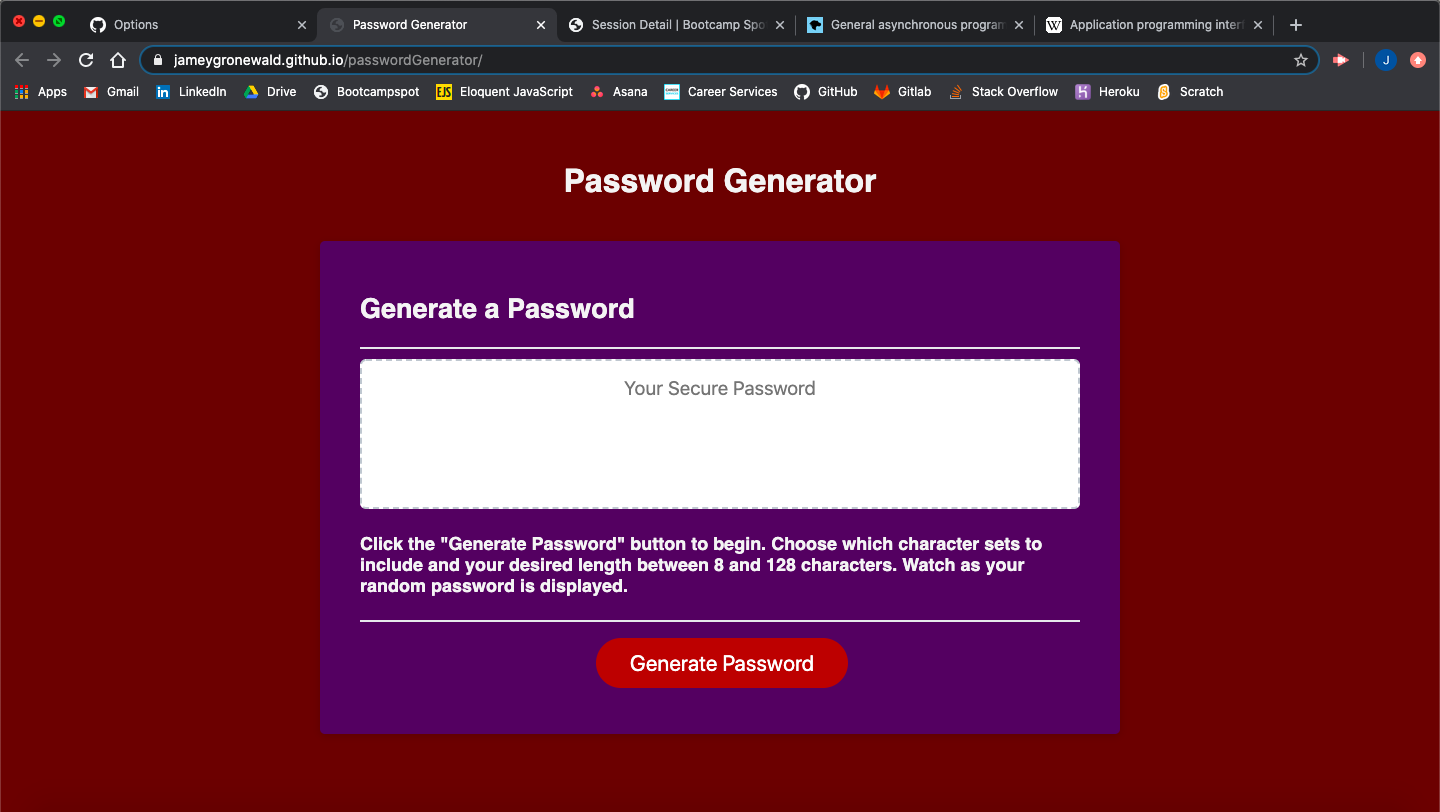 Options
Password Generator
Session Detail | Bootcamp Spo
General asynchronous program
Application programming interf
jameygronewald.github.io/passwordGenerator/
J
Apps
Gmail
LinkedIn
Drive
Bootcampspot
EJS
Eloquent JavaScript
Asana
Career Services
GitHub
Gitlab
Stack Overflow
Heroku
Scratch
Password Generator
Generate a Password
Your Secure Password
Click the "Generate Password" button to begin. Choose which character sets to
include and your desired length between 8 and 128 characters. Watch as your
random password is displayed.
Generate Password